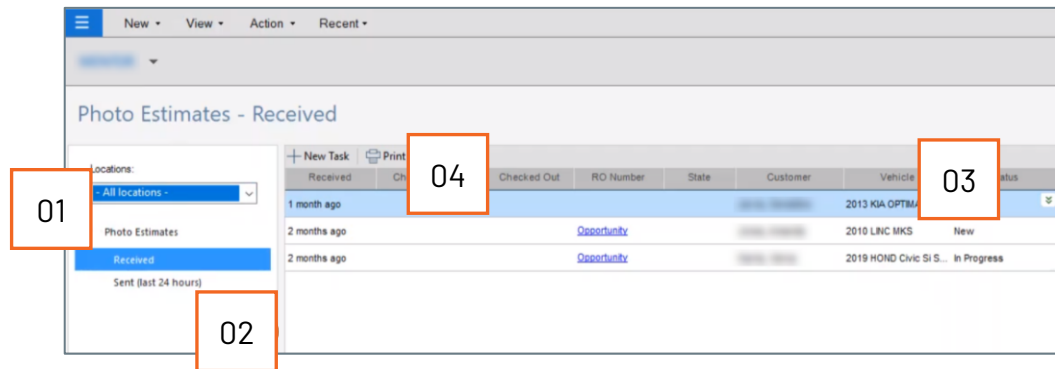 New View Action Recent
Photo Estimates - Received
Locations:
- All locations -
Photo Estimates
Received
Sent (last 24 hours)
New Task Print
Received Checked Out RO Number State Customer Vehicle
1 month ago 2013 KIA OPTIMA
2 months ago Opportunity 2010 LINC MKS New
2 months ago Opportunity 2019 HOND Civic Si S... In Progress
01
02
03
04